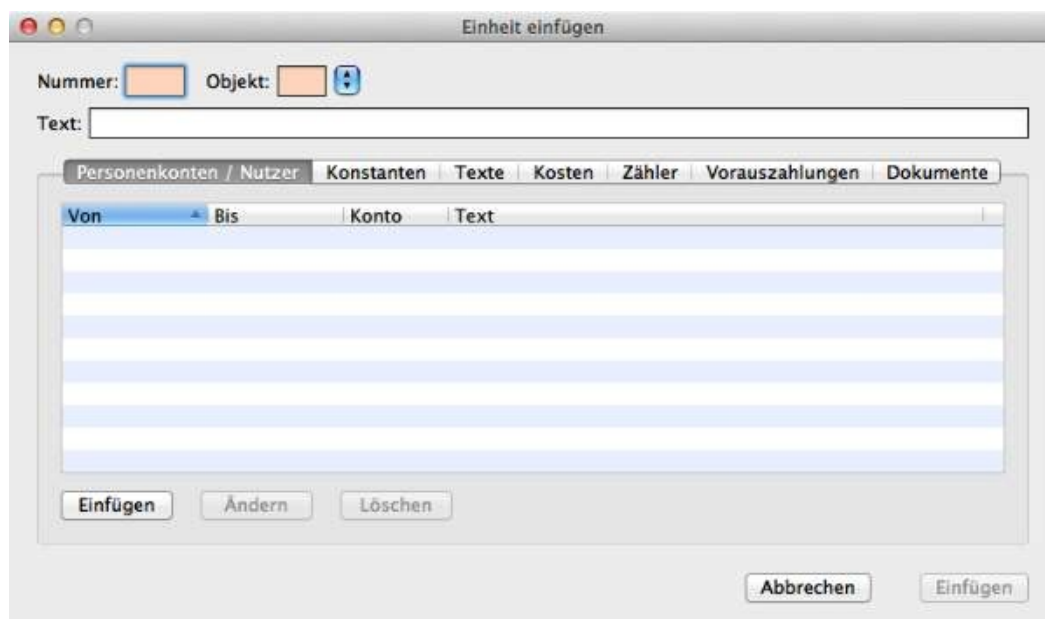 Einheit einfügen
Nummer: Objekt:
Text:
Personenkonten / Nutzer Konstanten Texte Kosten Zähler Vorauszahlungen Dokumente
Von Bis Konto Text
Einfügen Ändern Löschen
Abbrechen Einfügen